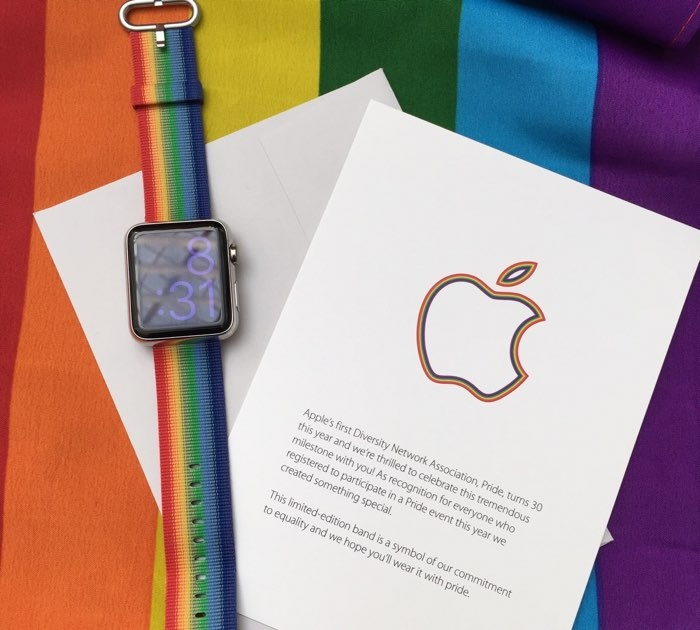 8
:31
Apple's first Diversity Network Association, Pride, turns 30
this year and we're thrilled to celebrate this tremendous
milestone with you! As recognition for everyone who
registered to participate in a Pride event this year we
created something special.
This limited-edition band is a symbol of our commitment
to equality and we hope you'll wear it with pride.